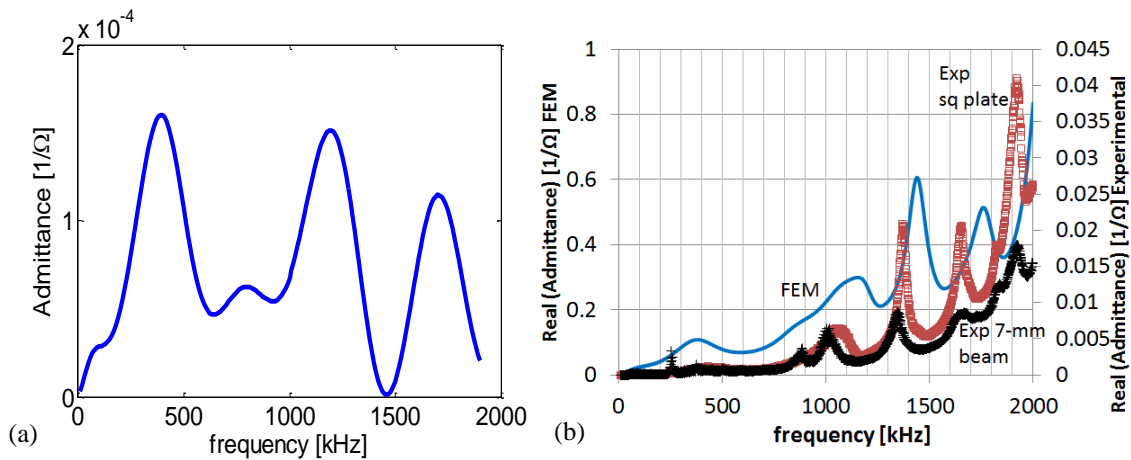 x 10⁻⁴
2
1
0
Admittance [1/Ω]
0
500
1000
1500
2000
frequency [kHz]
(a)
1
0.8
0.6
0.4
0.2
0
Real (Admittance) [1/Ω] FEM
0.045
0.04
0.035
0.03
0.025
0.02
0.015
0.01
0.005
0
Real (Admittance) [1/Ω] Experimental
Exp
sq plate
FEM
Exp 7-mm
beam
0
500
1000
1500
2000
frequency [kHz]
(b)